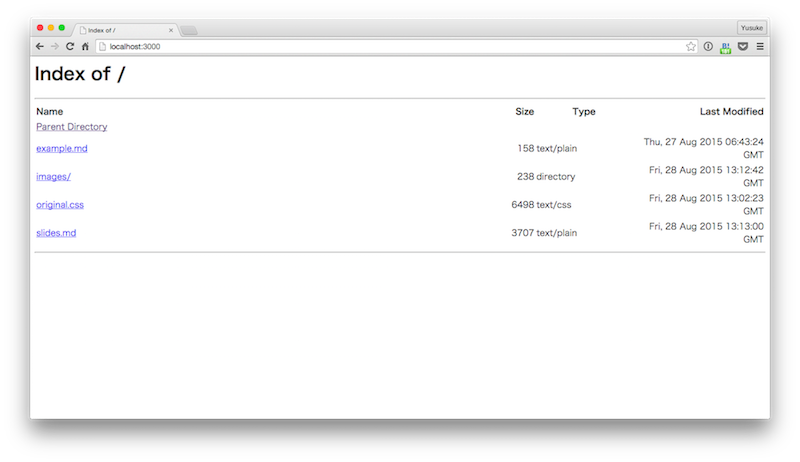 Index of /
Yusuke
localhost:3000
B!
Index of /
Name Size Type Last Modified
Parent Directory
example.md 158 text/plain Thu, 27 Aug 2015 06:43:24 GMT
images/ 238 directory Fri, 28 Aug 2015 13:12:42 GMT
original.css 6498 text/css Fri, 28 Aug 2015 13:02:23 GMT
slides.md 3707 text/plain Fri, 28 Aug 2015 13:13:00 GMT